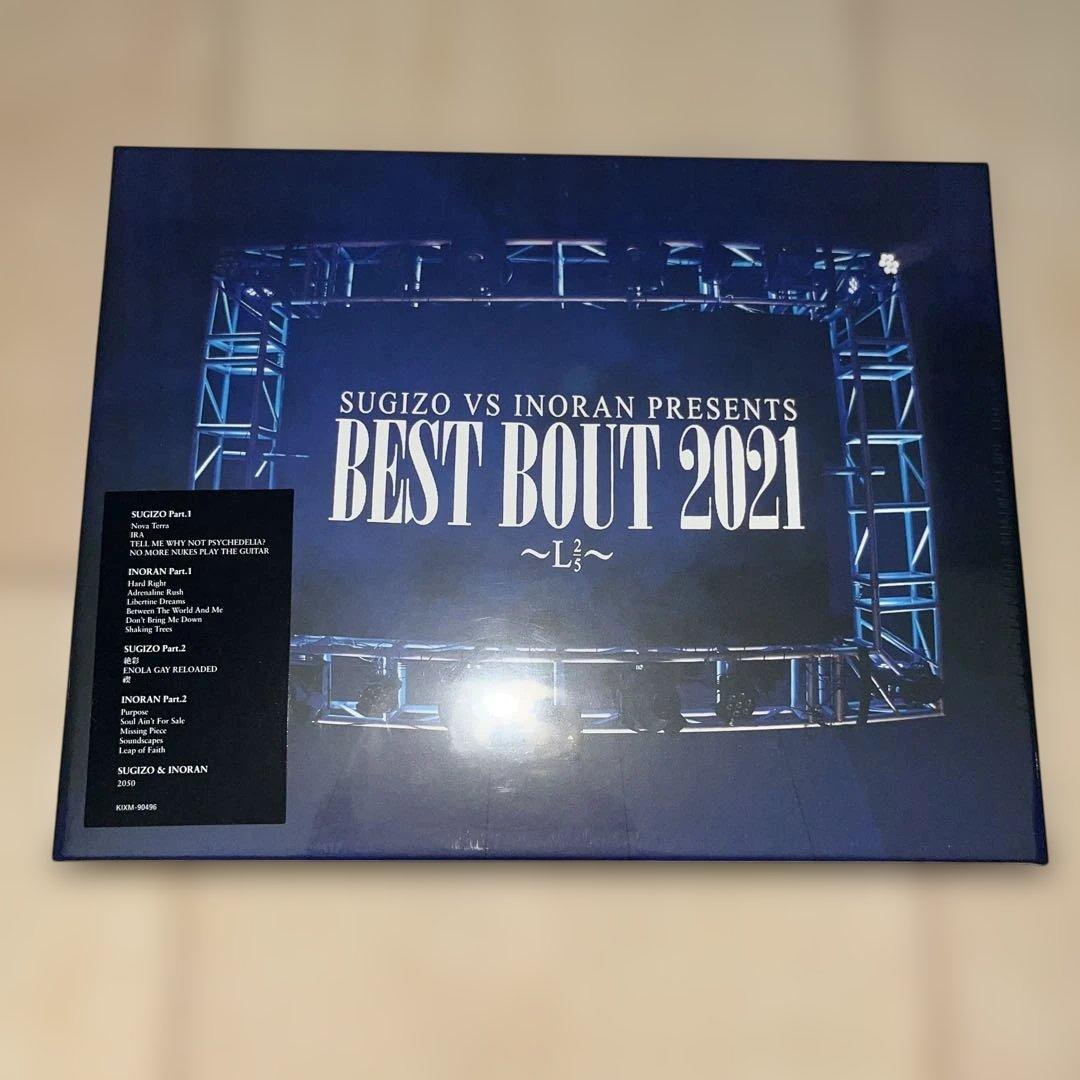 SUGIZO VS INORAN PRESENTS
BEST BOUT 2021
～L2/5～
SUGIZO Part.1
Nova Terra
IRA
TELL ME WHY NOT PSYCHEDELIA?
NO MORE NUKES PLAY THE GUITAR
INORAN Part.1
Hard Right
Adrenaline Rush
Libertine Dreams
Between The World And Me
Don't Bring Me Down
Shaking Trees
SUGIZO Part.2
絶彩
ENOLA GAY RELOADED
禊
INORAN Part.2
Purpose
Soul Ain't For Sale
Missing Piece
Soundscapes
Leap of Faith
SUGIZO & INORAN
2050
KIXM-90496